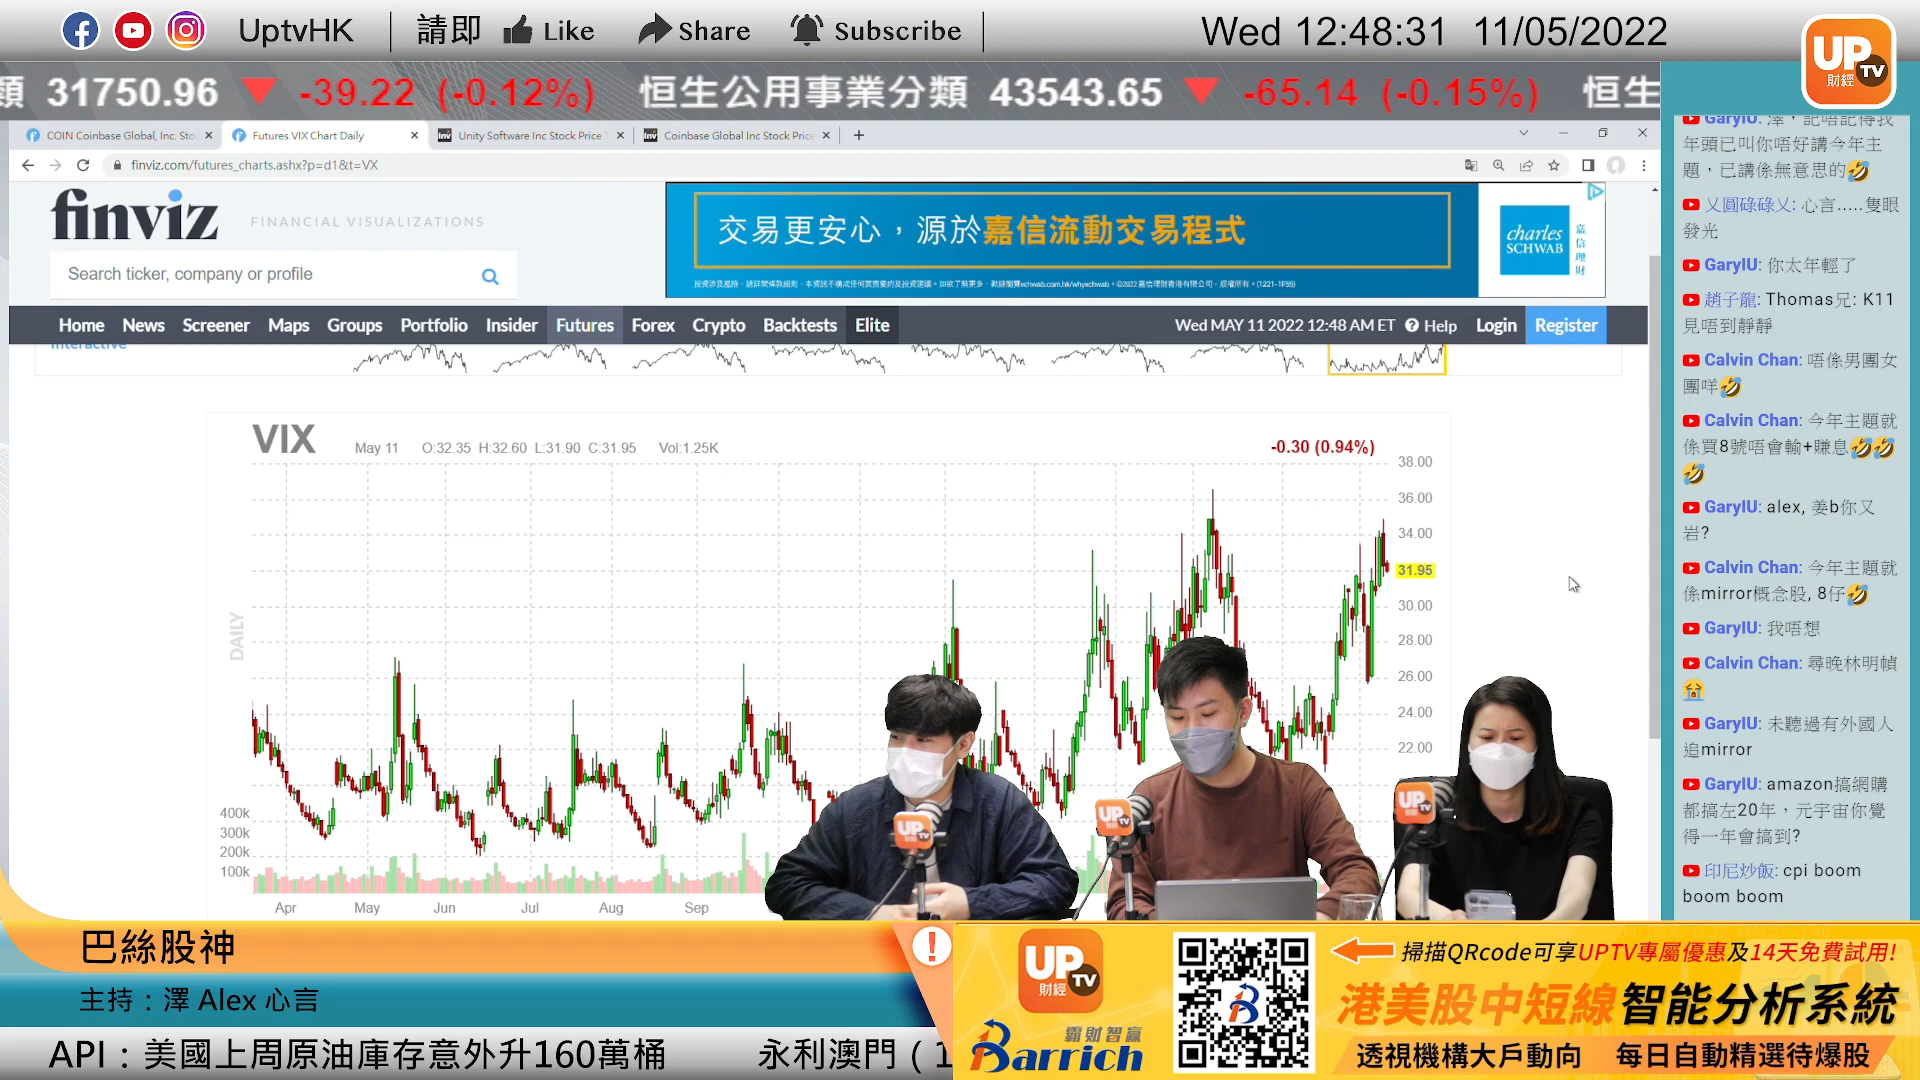 UptvHK 請即 Like Share Subscribe Wed 12:48:31 11/05/2022
UP TV 財經
類 31750.96 ▼ -39.22 (-0.12%) 恒生公用事業分類 43543.65 ▼ -65.14 (-0.15%) 恒生
COIN Coinbase Global, Inc. Sto
Futures VIX Chart Daily
Unity Software Inc Stock Price
Coinbase Global Inc Stock Price
finviz.com/futures_charts.ashx?p=d1&t=VX
finviz FINANCIAL VISUALIZATIONS
Search ticker, company or profile
交易更安心，源於嘉信流動交易程式
charles SCHWAB
嘉信理財
Home News Screener Maps Groups Portfolio Insider Futures Forex Crypto Backtests Elite
Wed MAY 11 2022 12:48 AM ET Help Login Register
Interactive
VIX May 11 O:32.35 H:32.60 L:31.90 C:31.95 Vol:1.25K -0.30 (0.94%)
38.00
36.00
34.00
31.95
30.00
28.00
26.00
24.00
22.00
DAILY
400k
300k
200k
100k
Apr May Jun Jul Aug Sep
UP TV
UP TV
UP TV
GaryIU: 澤，記唔記得我
年頭已叫你唔好講今年主
題，已講係無意思的🤣
乂圓碌碌乂: 心言.....隻眼
發光
GaryIU: 你太年輕了
趙子龍: Thomas兄: K11
見唔到靜靜
Calvin Chan: 唔係男團女
團咩🤣
Calvin Chan: 今年主題就
係買8號唔會輸+賺息🤣🤣
🤣
GaryIU: alex, 姜b你又
岩?
Calvin Chan: 今年主題就
係mirror概念股, 8仔🤣
GaryIU: 我唔想
Calvin Chan: 尋晚林明幀
😭
GaryIU: 未聽過有外國人
追mirror
GaryIU: amazon搞網購
都搞左20年，元宇宙你覺
得一年會搞到?
印尼炒飯: cpi boom
boom boom
巴絲股神
主持：澤 Alex 心言
API：美國上周原油庫存意外升160萬桶 永利澳門（1
UP TV 財經
霸財智贏
Barrich
掃描QRcode可享UPTV專屬優惠及14天免費試用!
港美股中短線智能分析系統
透視機構大戶動向 每日自動精選待爆股